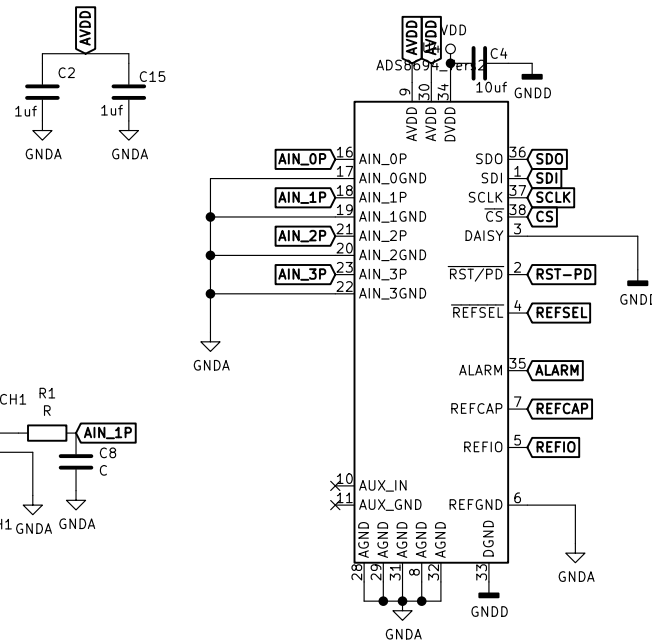 AVDD
C2
1uf
GNDA
C15
1uf
GNDA
AVDD
AVDD
VDD
C4
10uf
GNDD
9
30
34
AVDD
AVDD
DVDD
AIN_0P 16 AIN_0P
17 AIN_0GND
AIN_1P 18 AIN_1P
19 AIN_1GND
AIN_2P 21 AIN_2P
20 AIN_2GND
AIN_3P 23 AIN_3P
22 AIN_3GND
GNDA
SDO 36 SDO
SDI 1 SDI
SCLK 37 SCLK
CS 38 CS
DAISY 3
RST/PD 2 RST-PD
GNDD
REFSEL 4 REFSEL
ALARM 35 ALARM
REFCAP 7 REFCAP
REFIO 5 REFIO
10 AUX_IN
11 AUX_GND
REFGND 6
GNDA
AGND
AGND
AGND
AGND
AGND
DGND
28
29
31
8
32
33
GNDA
GNDD
CH1
R1
R
AIN_1P
C8
C
H1
GNDA
GNDA